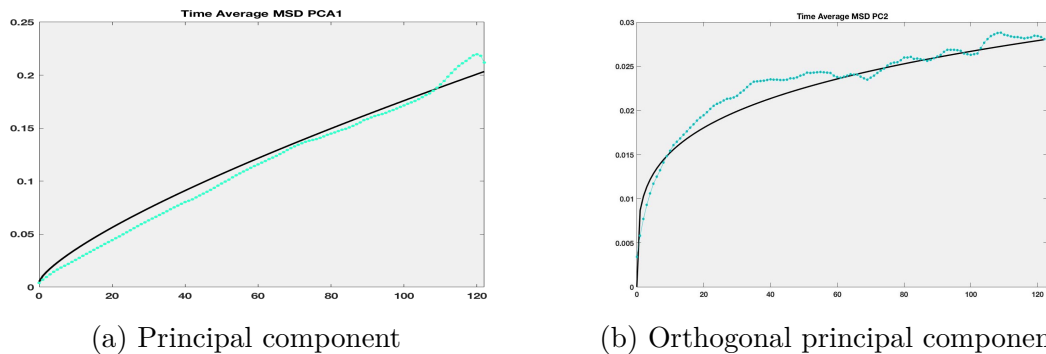 Time Average MSD PCA1
0.25
0.2
0.15
0.1
0.05
0
0 20 40 60 80 100 120
(a) Principal component
Time Average MSD PC2
0.03
0.025
0.02
0.015
0.01
0.005
0
0 20 40 60 80 100 120
(b) Orthogonal principal componen